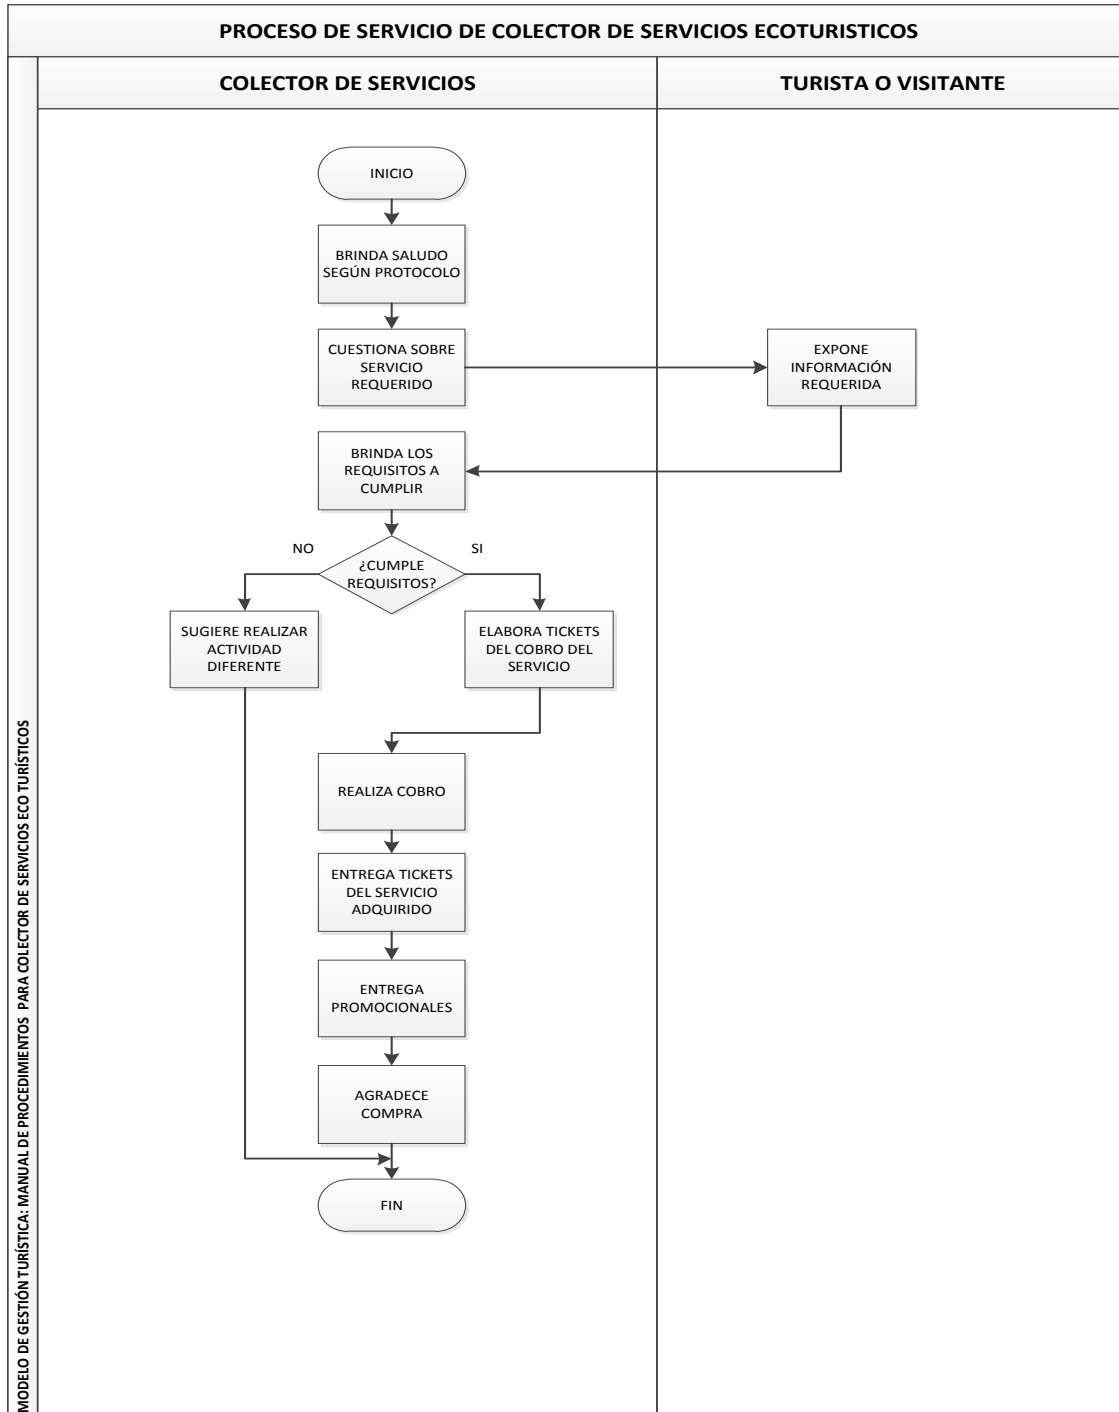 PROCESO DE SERVICIO DE COLECTOR DE SERVICIOS ECOTURISTICOS
COLECTOR DE SERVICIOS
TURISTA O VISITANTE
INICIO
BRINDA SALUDO
SEGÚN PROTOCOLO
CUESTIONA SOBRE
SERVICIO
REQUERIDO
EXPONE
INFORMACIÓN
REQUERIDA
BRINDA LOS
REQUISITOS A
CUMPLIR
¿CUMPLE
REQUISITOS?
NO
SI
SUGIERE REALIZAR
ACTIVIDAD
DIFERENTE
ELABORA TICKETS
DEL COBRO DEL
SERVICIO
REALIZA COBRO
ENTREGA TICKETS
DEL SERVICIO
ADQUIRIDO
ENTREGA
PROMOCIONALES
AGRADECE
COMPRA
FIN
MODELO DE GESTIÓN TURÍSTICA: MANUAL DE PROCEDIMIENTOS  PARA COLECTOR DE SERVICIOS ECO TURÍSTICOS